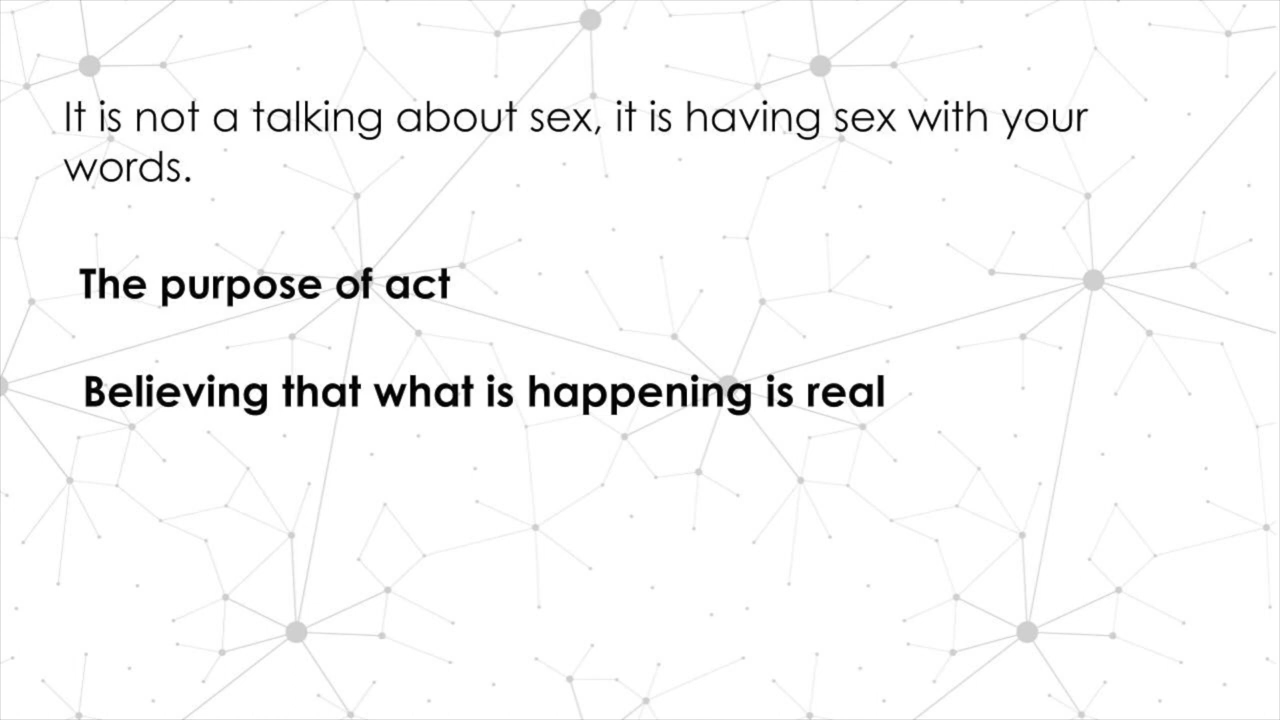 It is not a talking about sex, it is having sex with your
words.
The purpose of act
Believing that what is happening is real